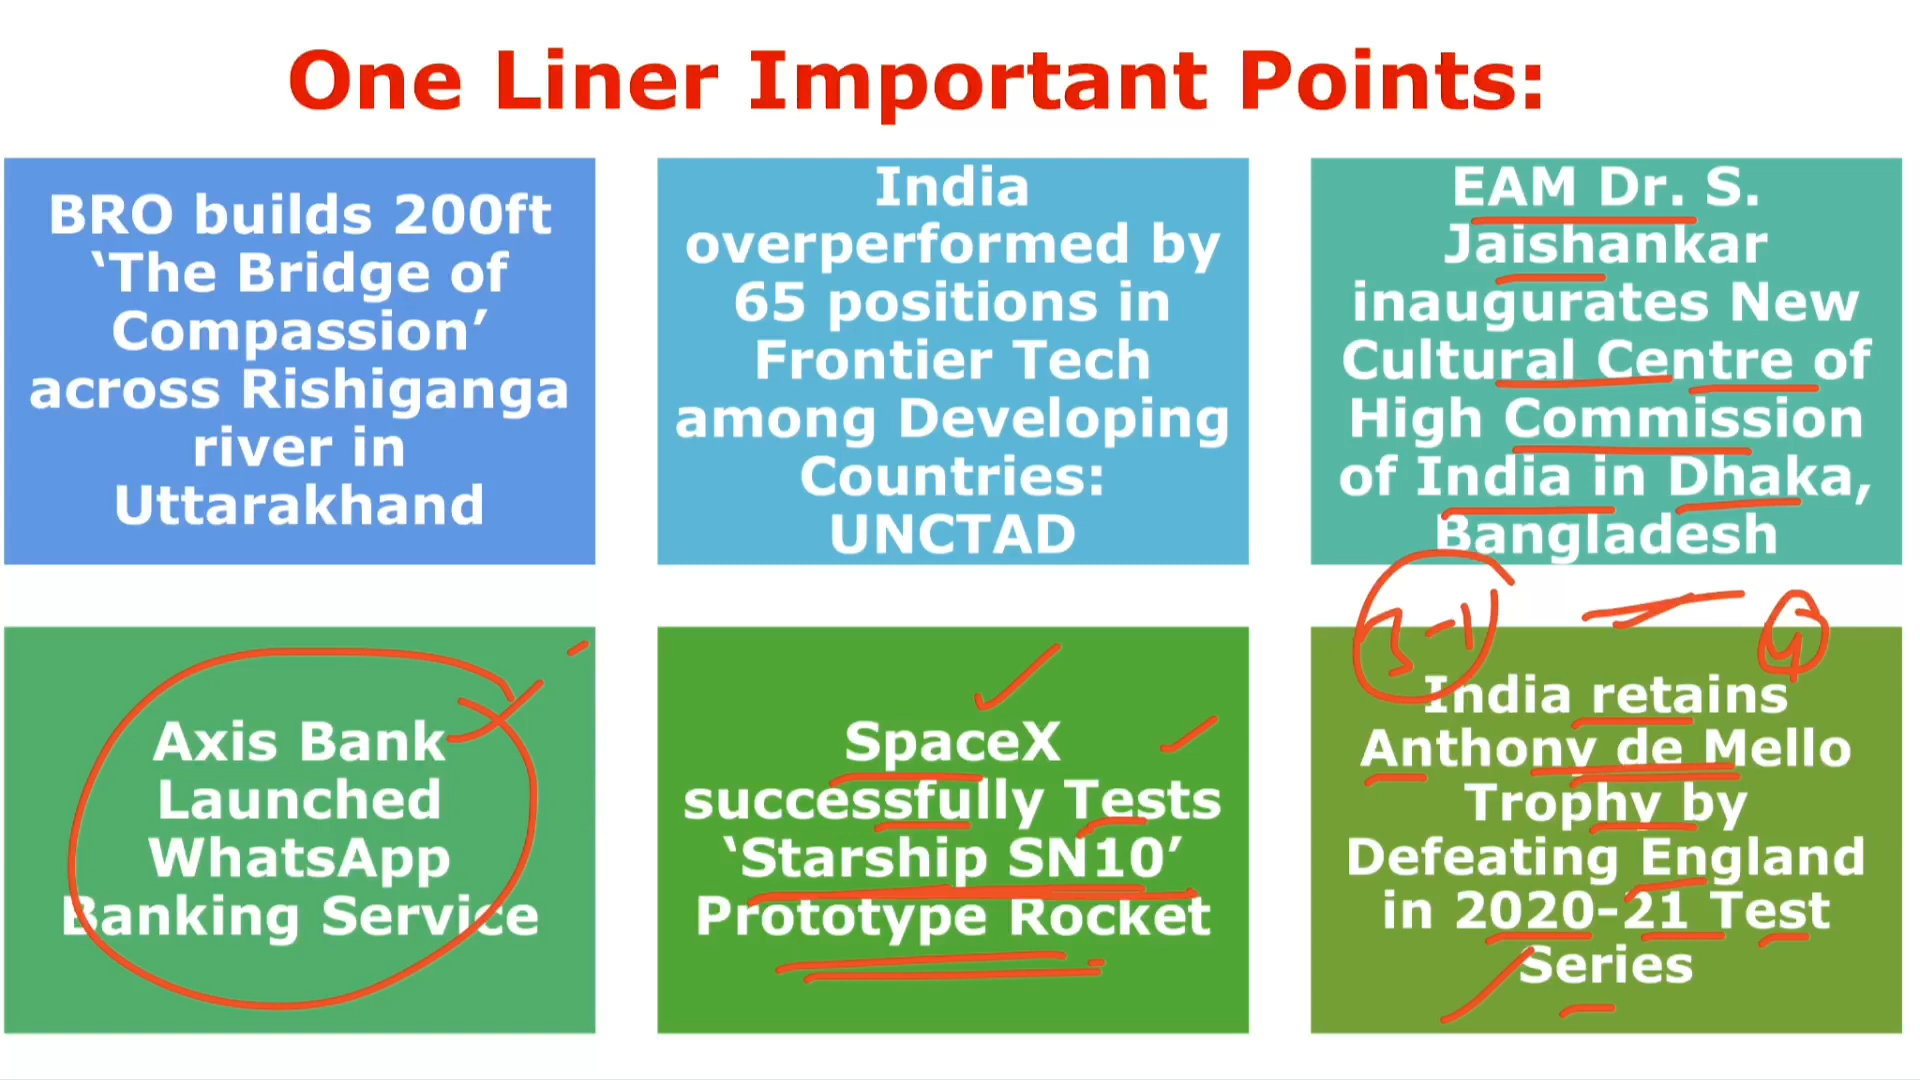 One Liner Important Points:
BRO builds 200ft
‘The Bridge of
Compassion’
across Rishiganga
river in
Uttarakhand
India
overperformed by
65 positions in
Frontier Tech
among Developing
Countries:
UNCTAD
EAM Dr. S.
Jaishankar
inaugurates New
Cultural Centre of
High Commission
of India in Dhaka,
Bangladesh
Axis Bank
Launched
WhatsApp
Banking Service
SpaceX
successfully Tests
‘Starship SN10’
Prototype Rocket
3-1
4
India retains
Anthony de Mello
Trophy by
Defeating England
in 2020-21 Test
Series